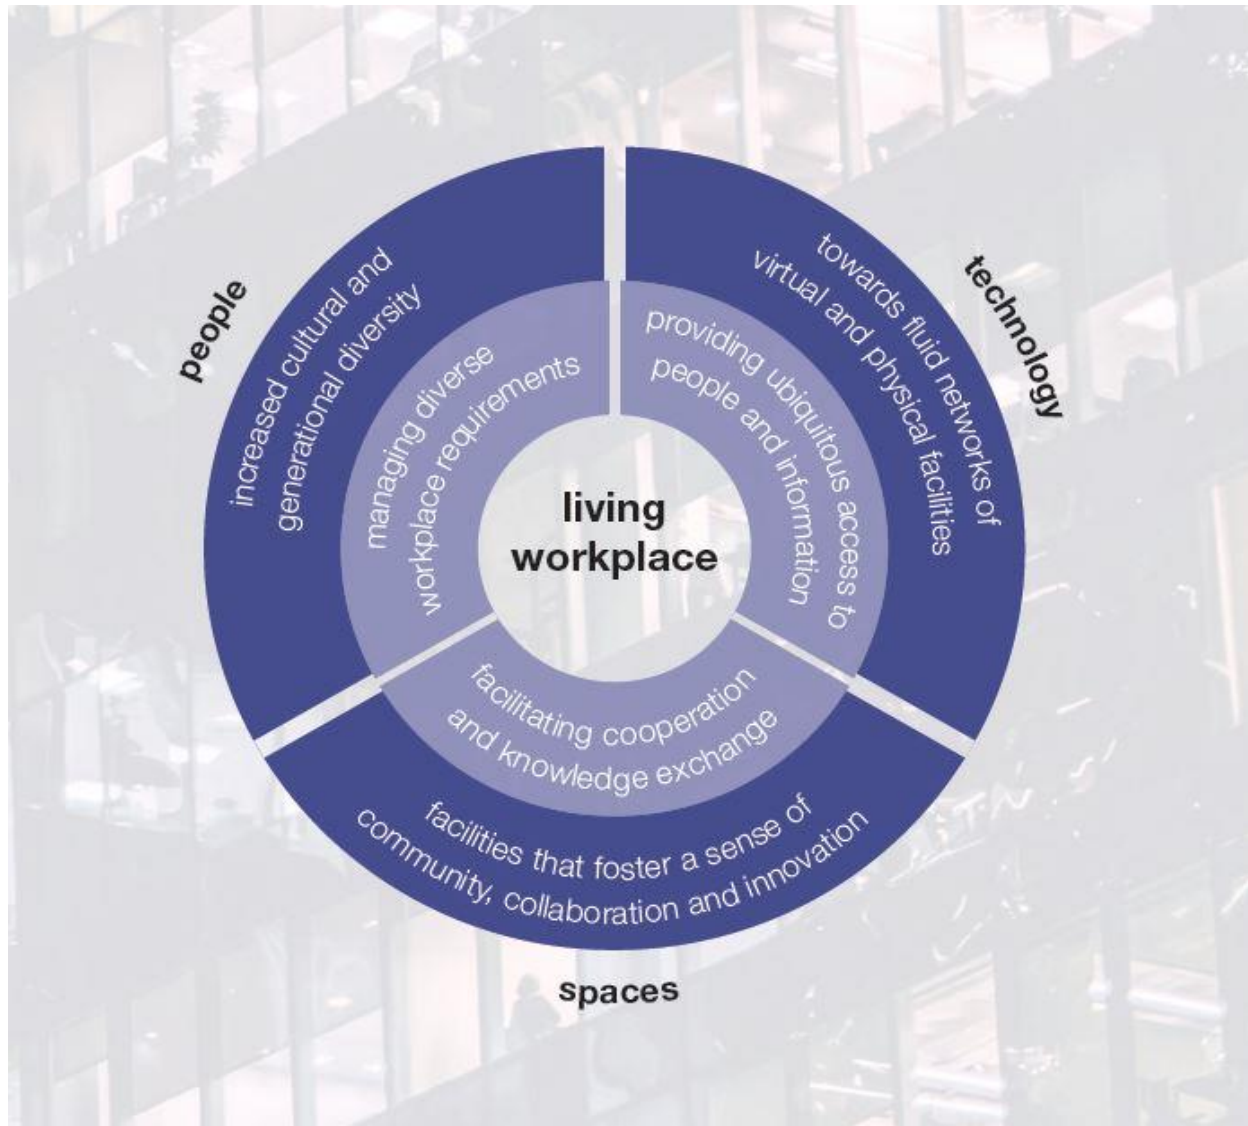 people
increased cultural and
generational diversity
managing diverse
workplace requirements
technology
towards fluid networks of
virtual and physical facilities
providing ubiquitous access to
people and information
living
workplace
facilitating cooperation
and knowledge exchange
facilities that foster a sense of
community, collaboration and innovation
spaces